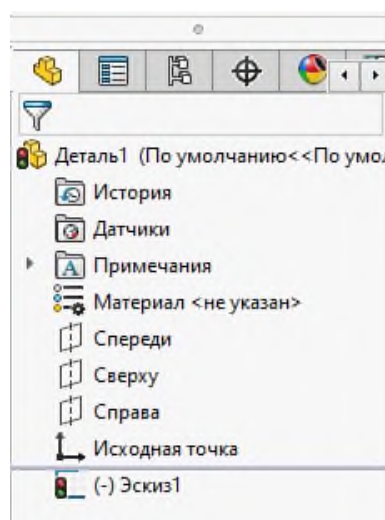 Деталь1 (По умолчанию<<По умол
История
Датчики
Примечания
Материал <не указан>
Спереди
Сверху
Справа
Исходная точка
(-) Эскиз1